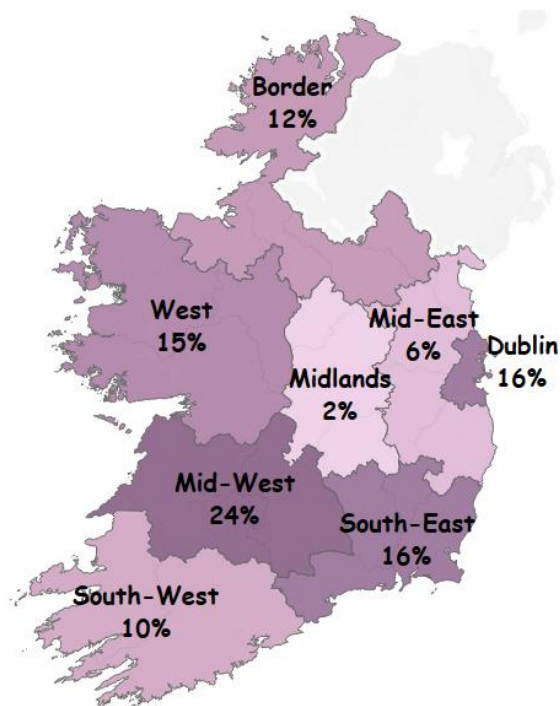 Border
12%
West
15%
Mid-East
6%
Dublin
16%
Midlands
2%
Mid-West
24%
South-East
16%
South-West
10%